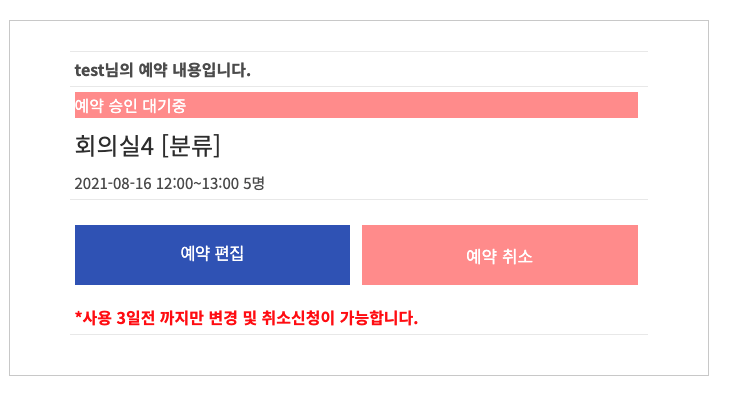 test님의 예약 내용입니다.
예약 승인 대기중
회의실4 [분류]
2021-08-16 12:00~13:00 5명
예약 편집
예약 취소
*사용 3일전 까지만 변경 및 취소신청이 가능합니다.